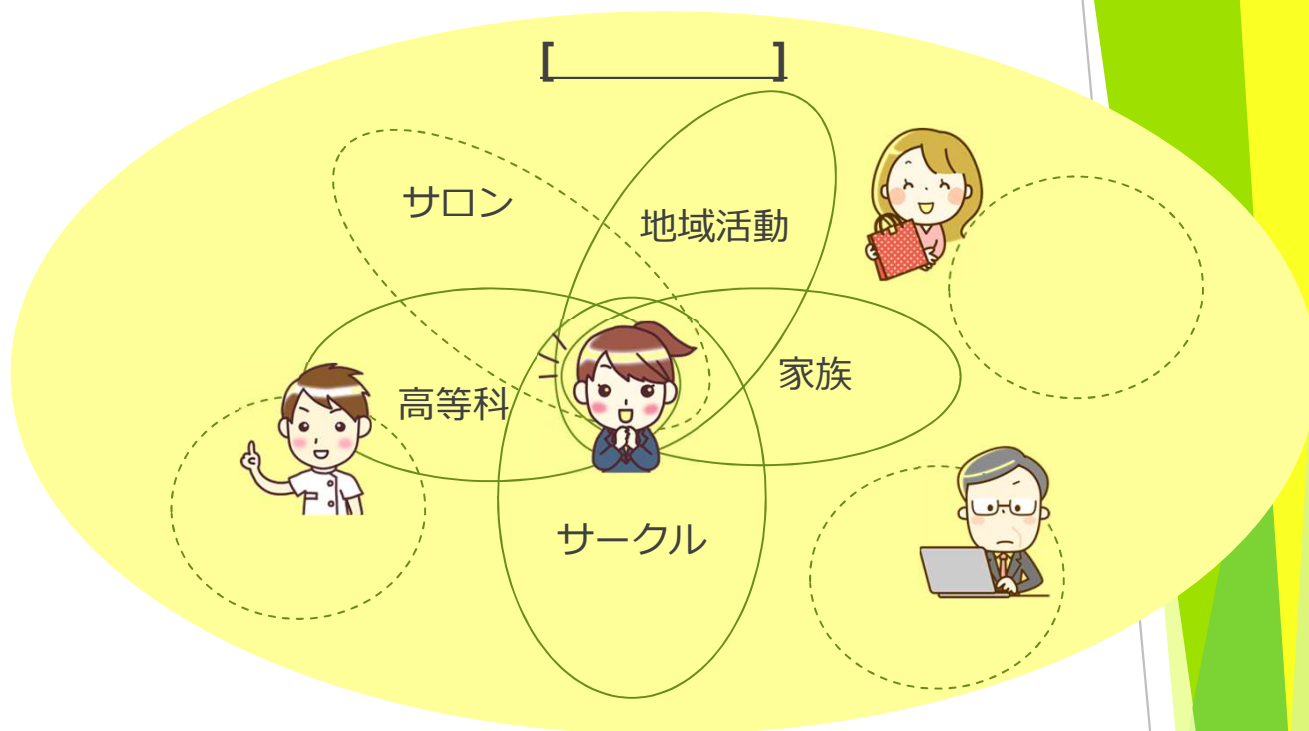 [　　　　　　]
サロン
地域活動
家族
高等科
サークル